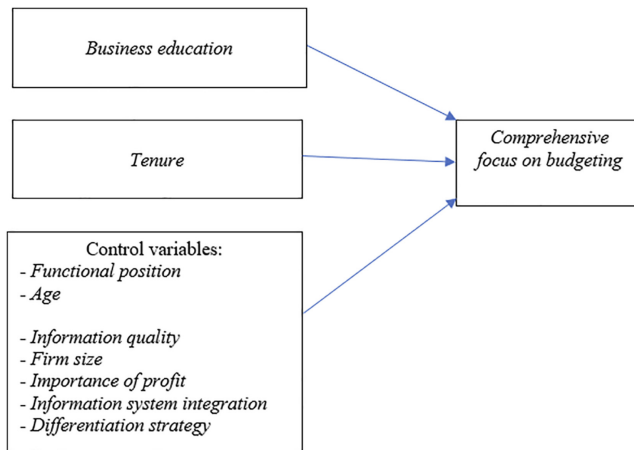 Business education
Tenure
Comprehensive
focus on budgeting
Control variables:
- Functional position
- Age
- Information quality
- Firm size
- Importance of profit
- Information system integration
- Differentiation strategy